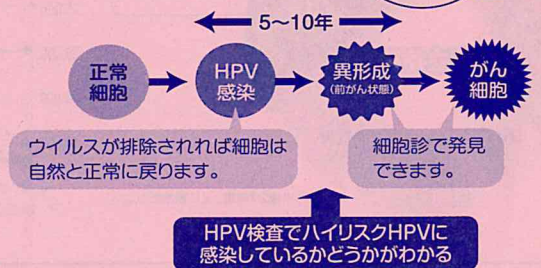 5～10年
正常
細胞
HPV
感染
異形成
(前がん状態)
がん
細胞
ウイルスが排除されれば細胞は
自然と正常に戻ります。
細胞診で発見
できます。
HPV検査でハイリスクHPVに
感染しているかどうかがわかる